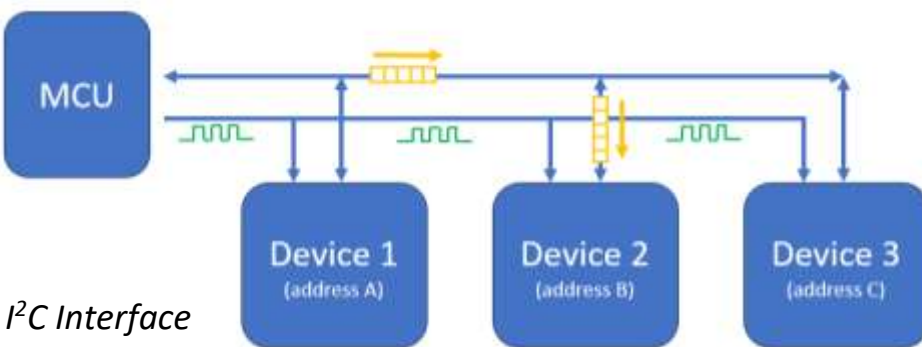 MCU
Device 1
(address A)
Device 2
(address B)
Device 3
(address C)
I²C Interface